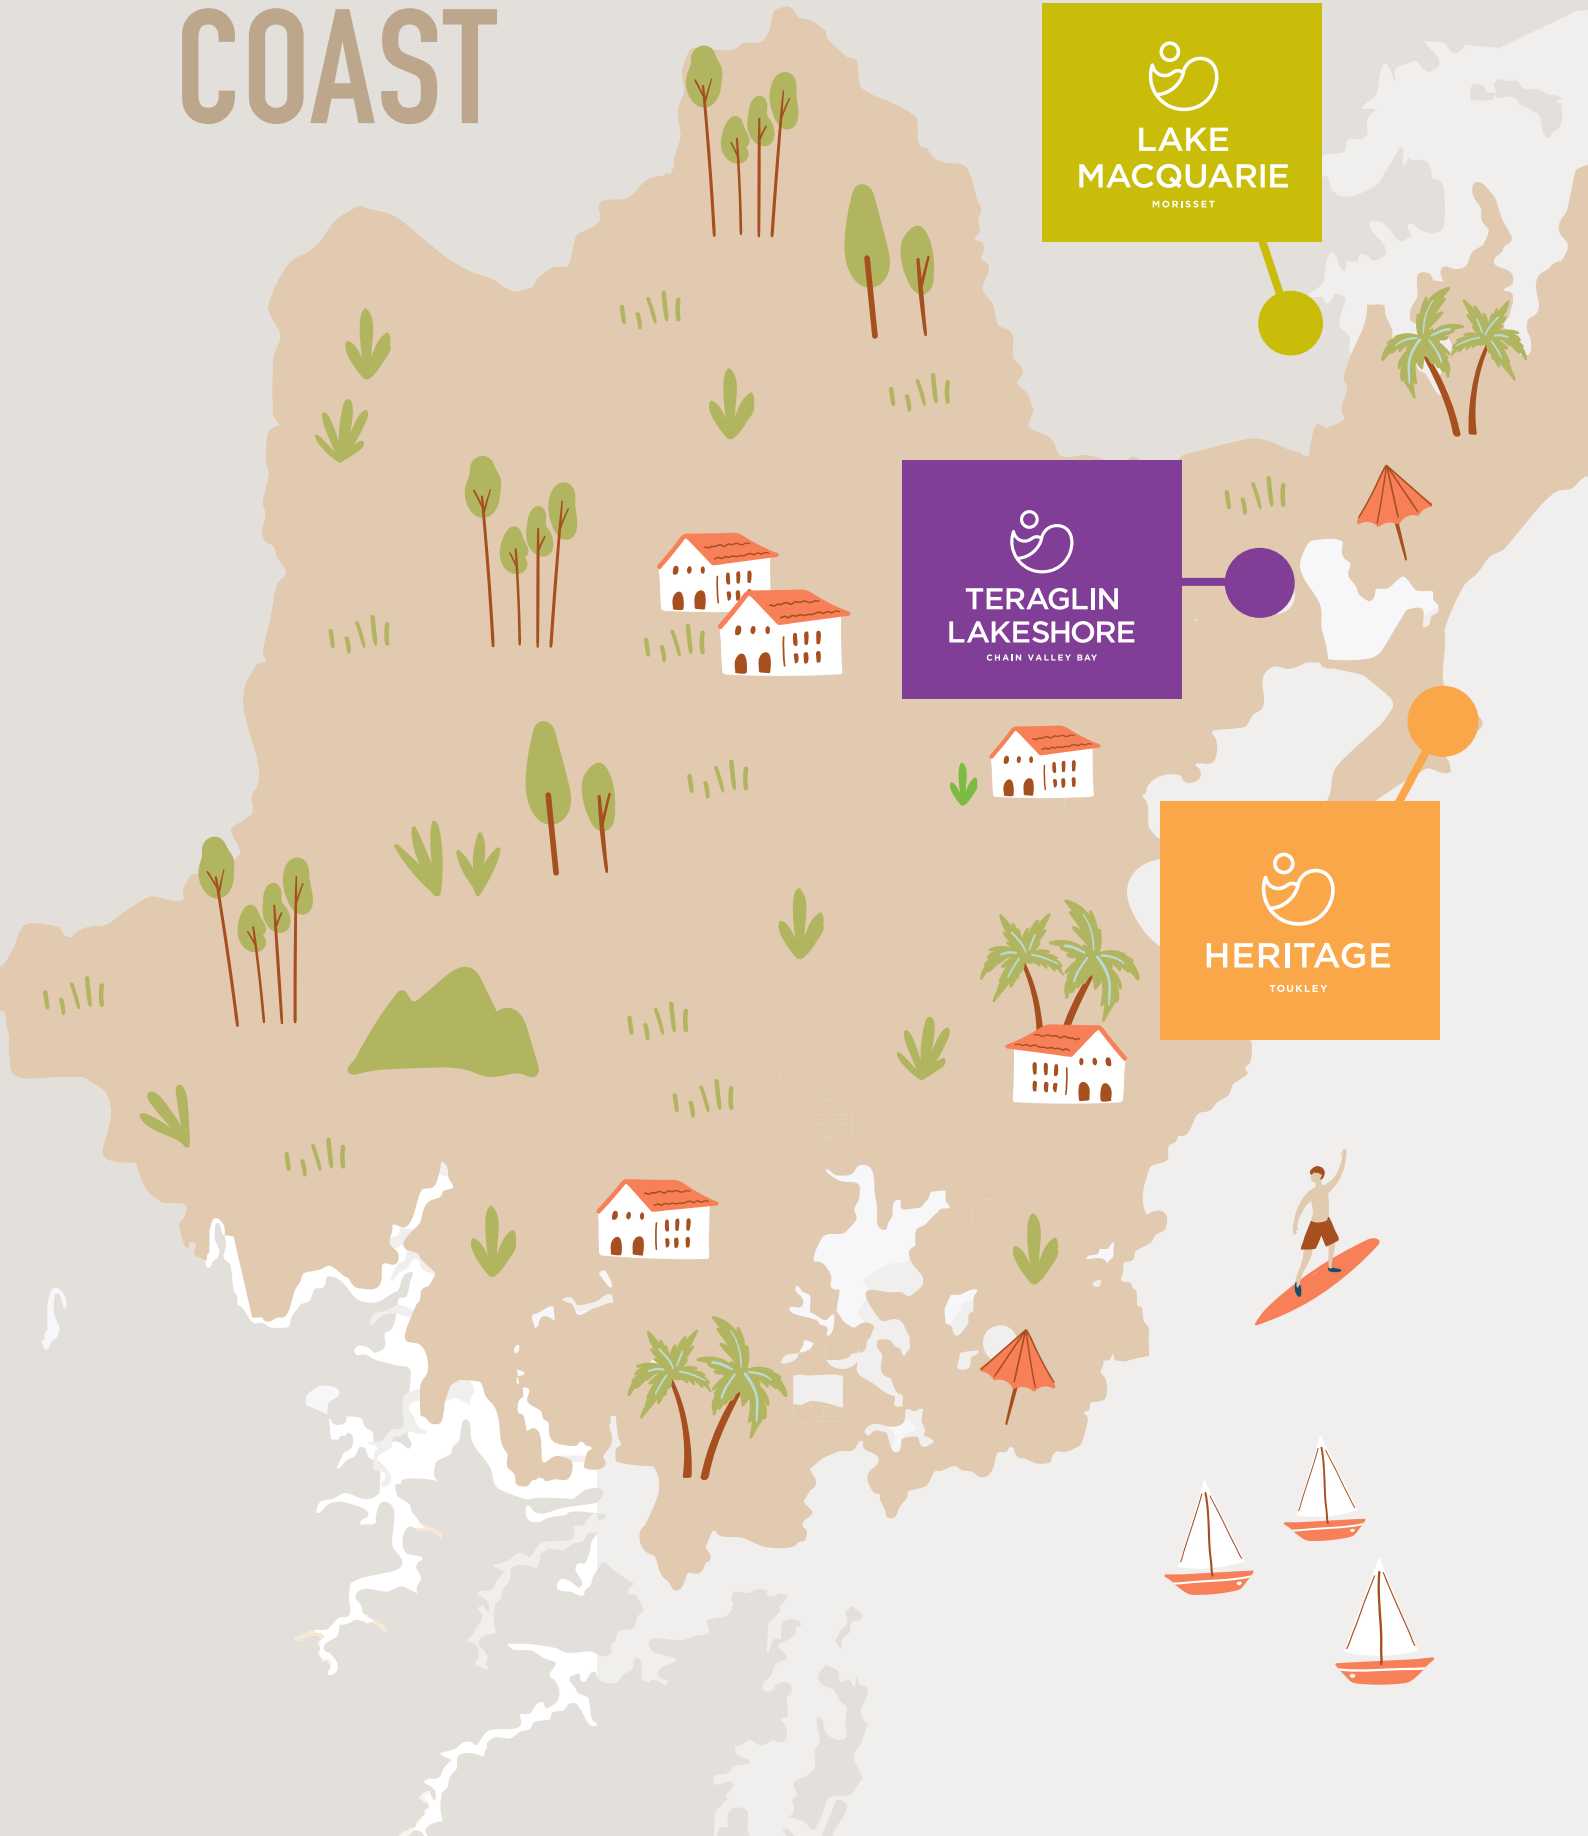 COAST
LAKE
MACQUARIE
MORISSET
TERAGLIN
LAKESHORE
CHAIN VALLEY BAY
HERITAGE
TOUKLEY